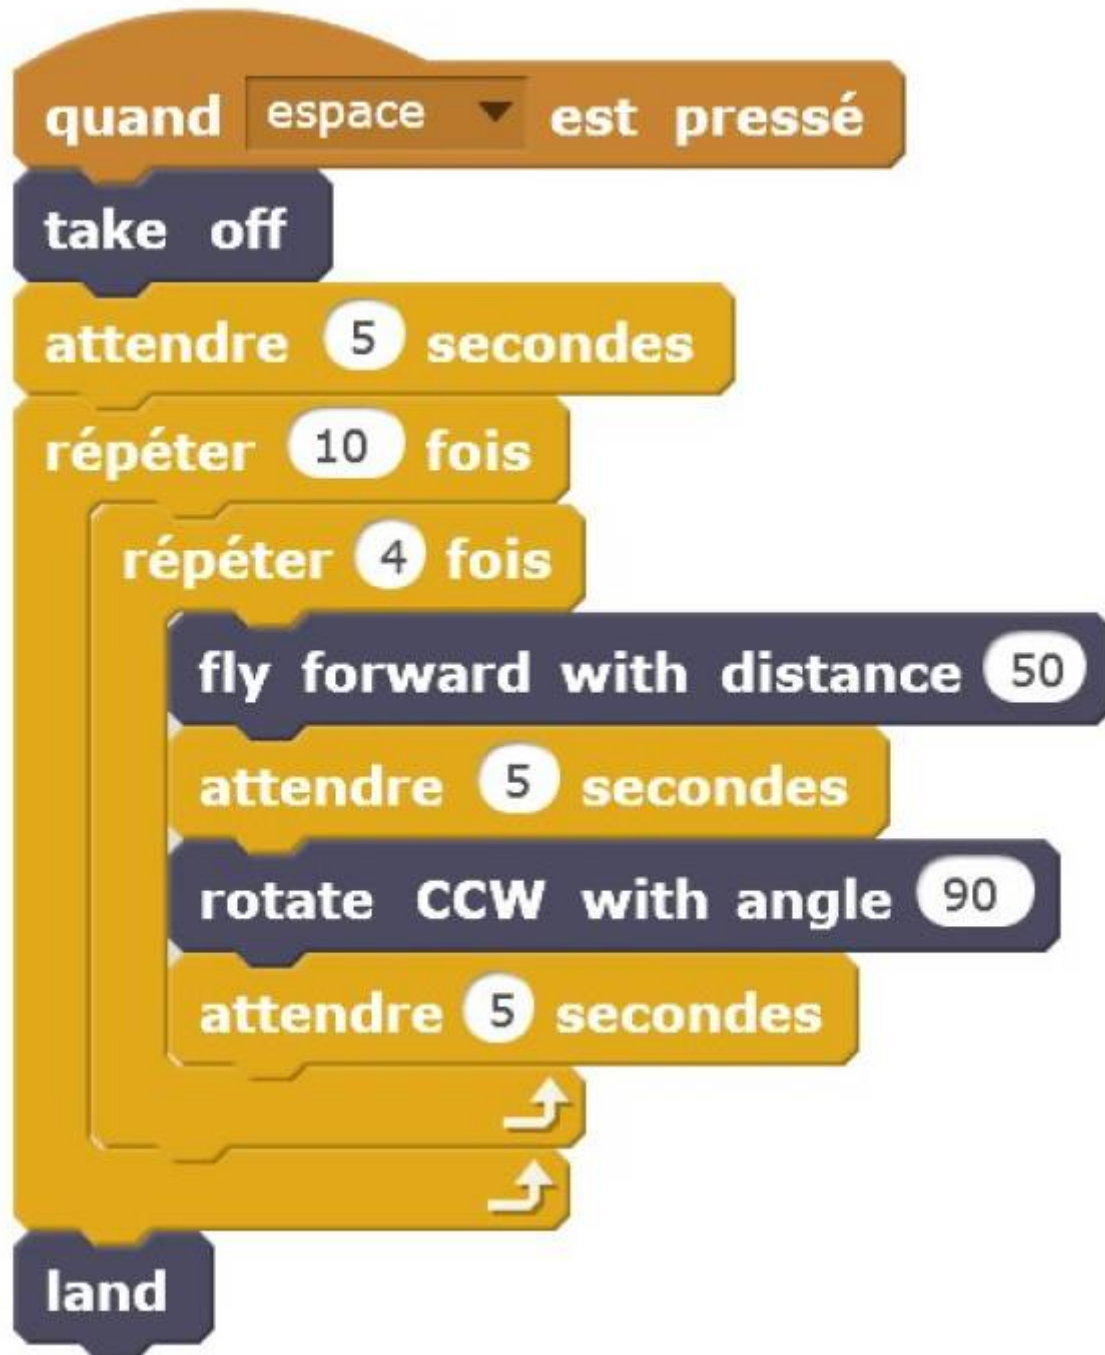 quand espace est pressé
take off
attendre 5 secondes
répéter 10 fois
répéter 4 fois
fly forward with distance 50
attendre 5 secondes
rotate CCW with angle 90
attendre 5 secondes
land